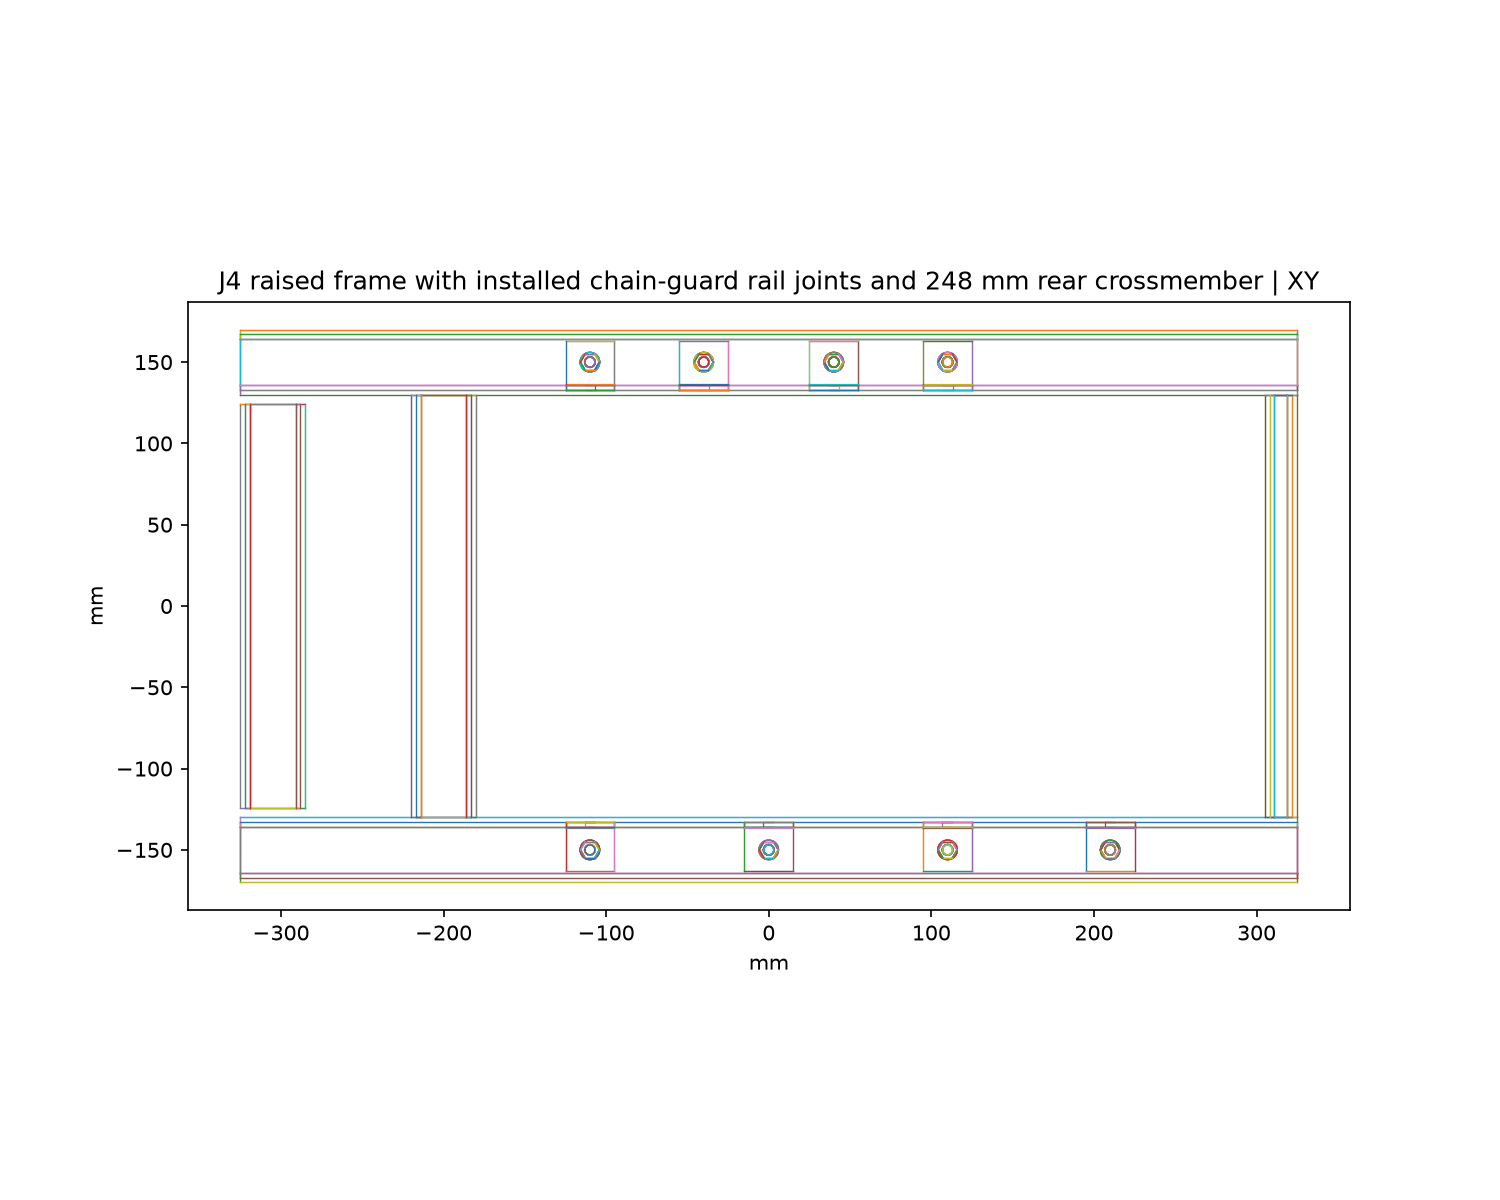 J4 raised frame with installed chain-guard rail joints and 248 mm rear crossmember | XY
150
100
50
0
−50
−100
−150
mm
−300 −200 −100 0 100 200 300
mm